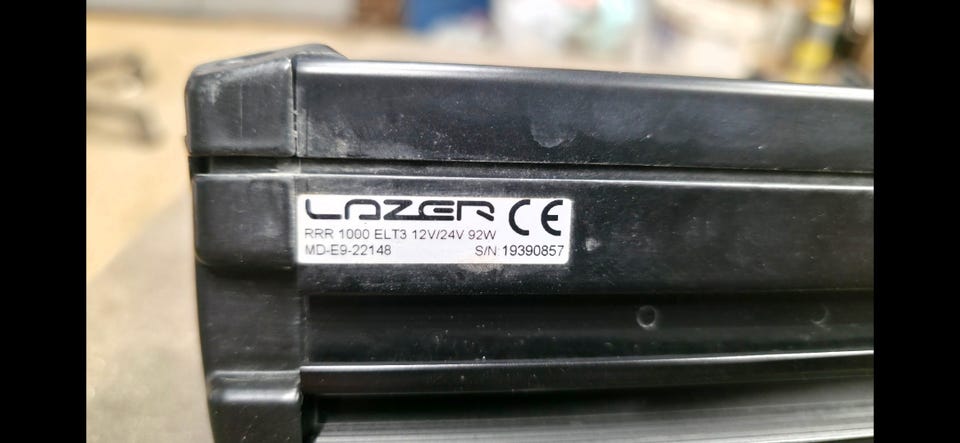 LAZER CE
RRR 1000 ELT3 12V/24V 92W
MD-E9-22148 S/N: 19390857